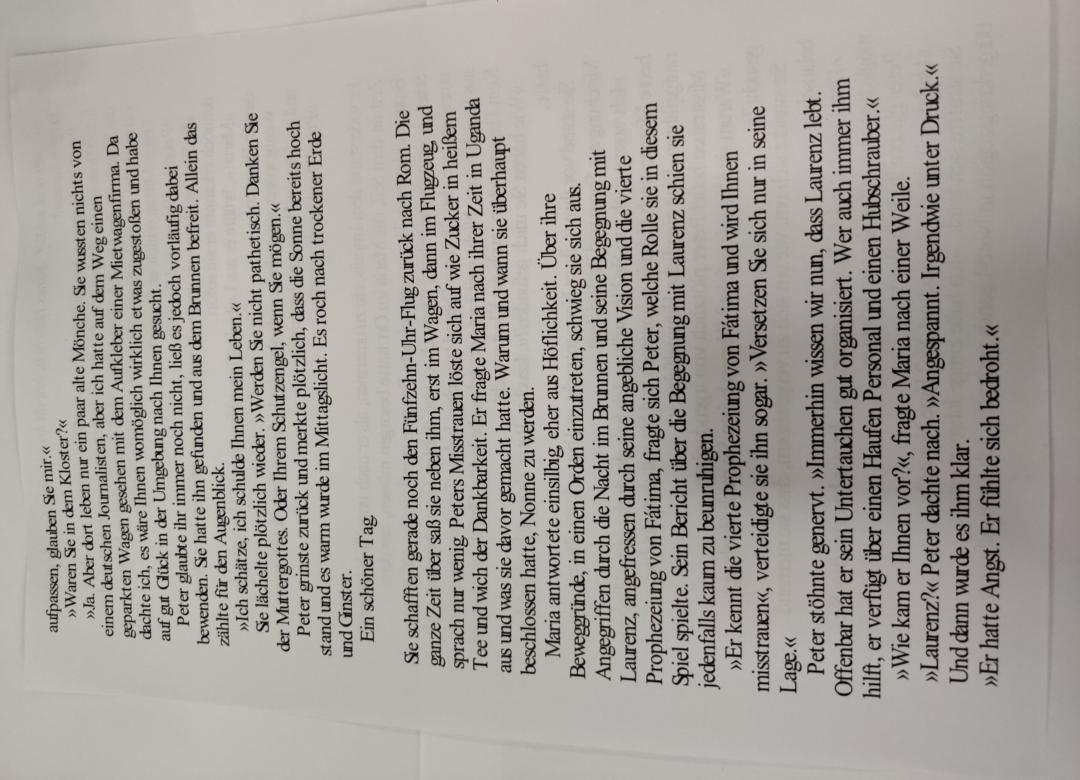 aufpassen, glauben Sie mir.«
»Waren Sie in dem Kloster?«
»Ja. Aber dort leben nur ein paar alte Mönche. Sie wussten nichts von
einem deutschen Journalisten, aber ich hatte auf dem Weg einen
geparkten Wagen gesehen mit dem Aufkleber einer Mietwagenfirma. Da
dachte ich, es wäre Ihnen womöglich wirklich etwas zugestoßen und habe
auf gut Glück in der Umgebung nach Ihnen gesucht.
Peter glaubte ihr immer noch nicht, ließ es jedoch vorläufig dabei
bewenden. Sie hatte ihn gefunden und aus dem Brunnen befreit. Allein das
zählte für den Augenblick.
»Ich schätze, ich schulde Ihnen mein Leben.«
Sie lächelte plötzlich wieder. »Werden Sie nicht pathetisch. Danken Sie
der Muttergottes. Oder Ihrem Schutzengel, wenn Sie mögen.«
Peter grinste zurück und merkte plötzlich, dass die Sonne bereits hoch
stand und es warm wurde im Mittagslicht. Es roch nach trockener Erde
und Ginster.
Ein schöner Tag
Sie schafften gerade noch den Fünfzehn-Uhr-Flug zurück nach Rom. Die
ganze Zeit über saß sie neben ihm, erst im Wagen, dann im Flugzeug, und
sprach nur wenig. Peters Misstrauen löste sich auf wie Zucker in heißem
Tee und wich der Dankbarkeit. Er fragte Maria nach ihrer Zeit in Uganda
aus und was sie davor gemacht hatte. Warum und wann sie überhaupt
beschlossen hatte, Nonne zu werden.
Maria antwortete einsilbig, eher aus Höflichkeit. Über ihre
Beweggründe, in einen Orden einzutreten, schwieg sie sich aus.
Angegriffen durch die Nacht im Brunnen und seine Begegnung mit
Laurenz, angefressen durch seine angebliche Vision und die vierte
Prophezeiung von Fátima, fragte sich Peter, welche Rolle sie in diesem
Spiel spielte. Sein Bericht über die Begegnung mit Laurenz schien sie
jedenfalls kaum zu beunruhigen.
»Er kennt die vierte Prophezeiung von Fátima und wird Ihnen
misstrauen«, verteidigte sie ihn sogar. »Versetzen Sie sich nur in seine
Lage.«
Peter stöhnte genervt. »Immerhin wissen wir nun, dass Laurenz lebt.
Offenbar hat er sein Untertauchen gut organisiert. Wer auch immer ihm
hilft, er verfügt über einen Haufen Personal und einen Hubschrauber.«
»Wie kam er Ihnen vor?«, fragte Maria nach einer Weile.
»Laurenz?« Peter dachte nach. »Angespannt. Irgendwie unter Druck.«
Und dann wurde es ihm klar.
»Er hatte Angst. Er fühlte sich bedroht.«